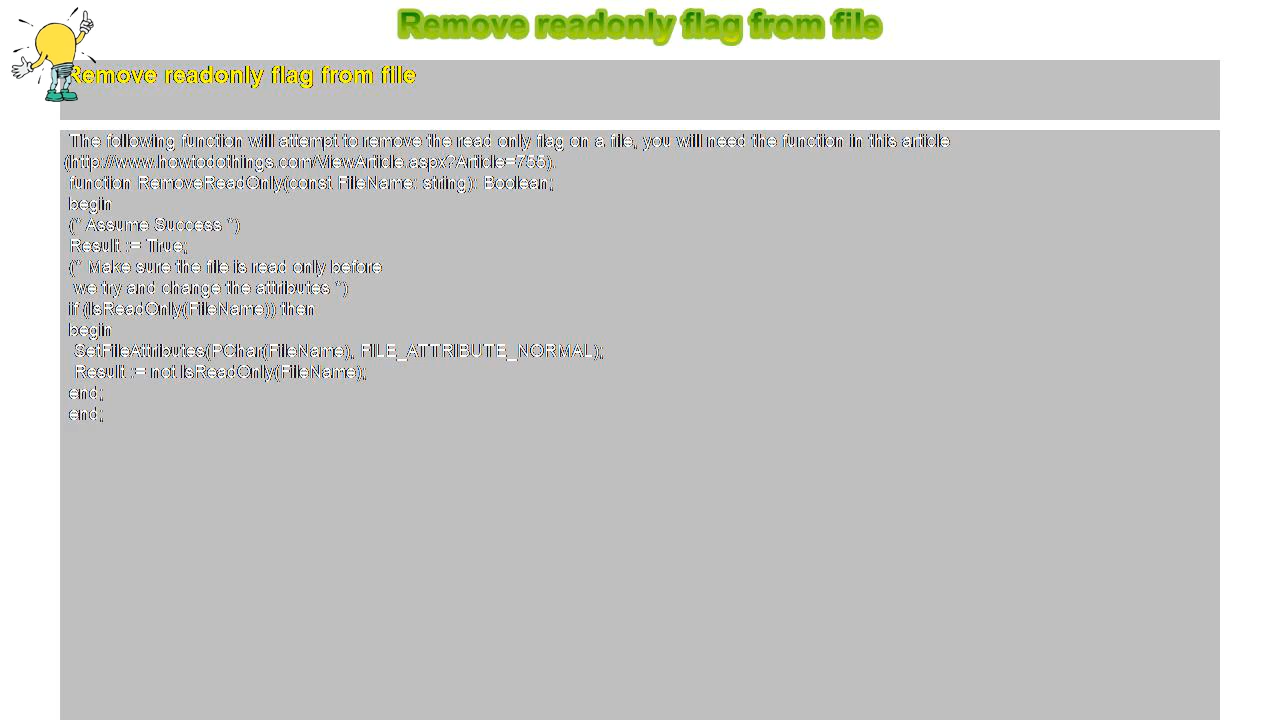 Remove readonly flag from file
Remove readonly flag from file
The following function will attempt to remove the read only flag on a file, you will need the function in this article
(http://www.howtodothings.com/ViewArticle.aspx?Article=755).
function RemoveReadOnly(const FileName: string): Boolean;
begin
(* Assume Success *)
Result := True;
(* Make sure the file is read only before
we try and change the attributes *)
if (IsReadOnly(FileName)) then
begin
SetFileAttributes(PChar(FileName), FILE_ATTRIBUTE_NORMAL);
Result := not IsReadOnly(FileName);
end;
end;